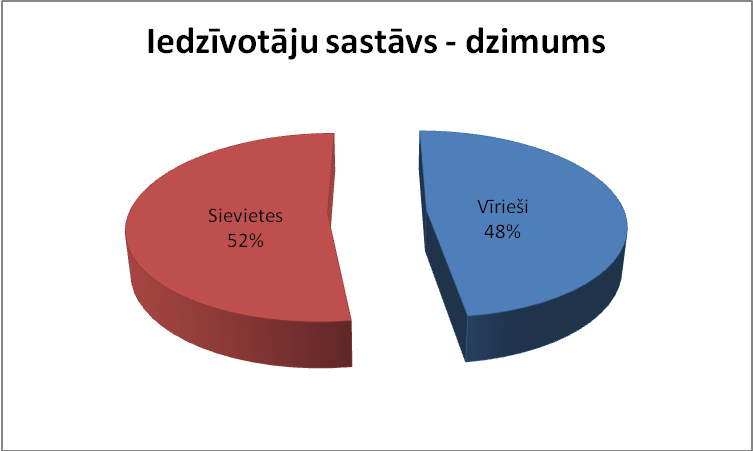 Iedzīvotāju sastāvs - dzimums
Sievietes
52%
Vīrieši
48%